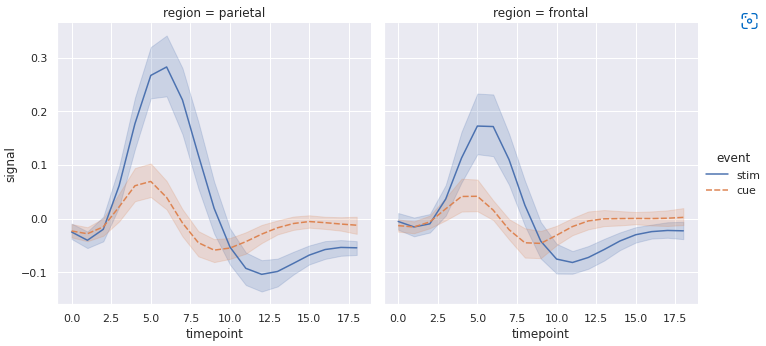 region = parietal
region = frontal
signal
0.3
0.2
0.1
0.0
−0.1
0.0 2.5 5.0 7.5 10.0 12.5 15.0 17.5
0.0 2.5 5.0 7.5 10.0 12.5 15.0 17.5
timepoint
timepoint
event
stim
cue